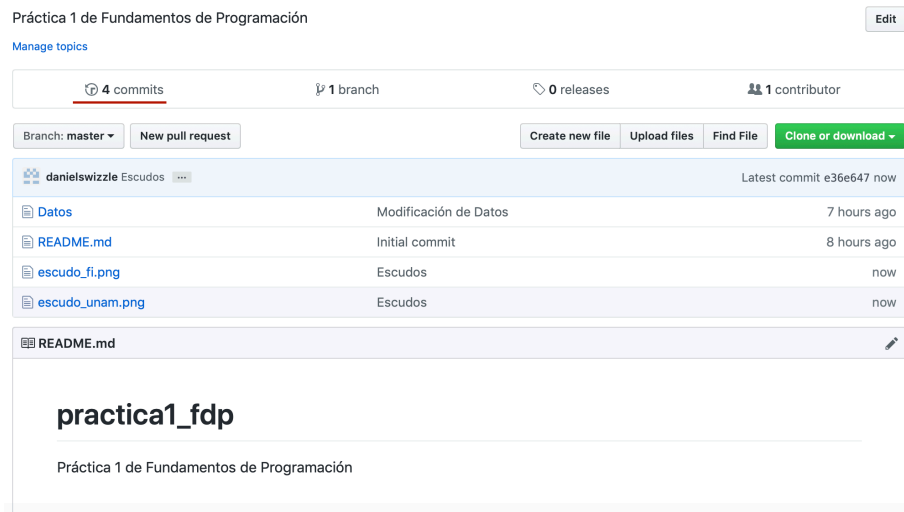 Práctica 1 de Fundamentos de Programación
Edit
Manage topics
4 commits 1 branch 0 releases 1 contributor
Branch: master New pull request Create new file Upload files Find File Clone or download
danielswizzle Escudos ... Latest commit e36e647 now
Datos Modificación de Datos 7 hours ago
README.md Initial commit 8 hours ago
escudo_fi.png Escudos now
escudo_unam.png Escudos now
README.md
practica1_fdp
Práctica 1 de Fundamentos de Programación